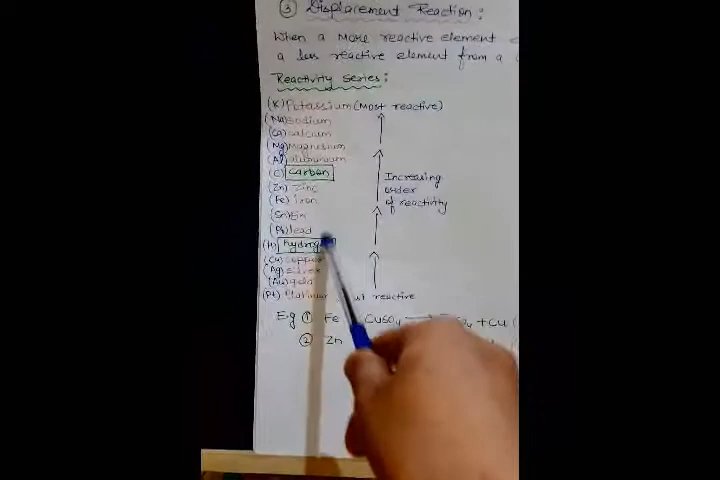 ③ Displacement Reaction:
When a More reactive element
a less reactive element from a
Reactivity series:
(K) Potassium (Most reactive)
(Na) sodium
(Ca) calcium
(Mg) magnesium
(Al) aluminium
(C) carbon
(Zn) Zinc
(Fe) iron
(Sn) tin
(Pb) lead
(H) hydrogen
(Cu) copper
(Ag) silver
(Au) gold
(Pt) Platinum reactive
Increasing
order
of reactivity
E.g ① Fe CuSO4 → + Cu
② Zn